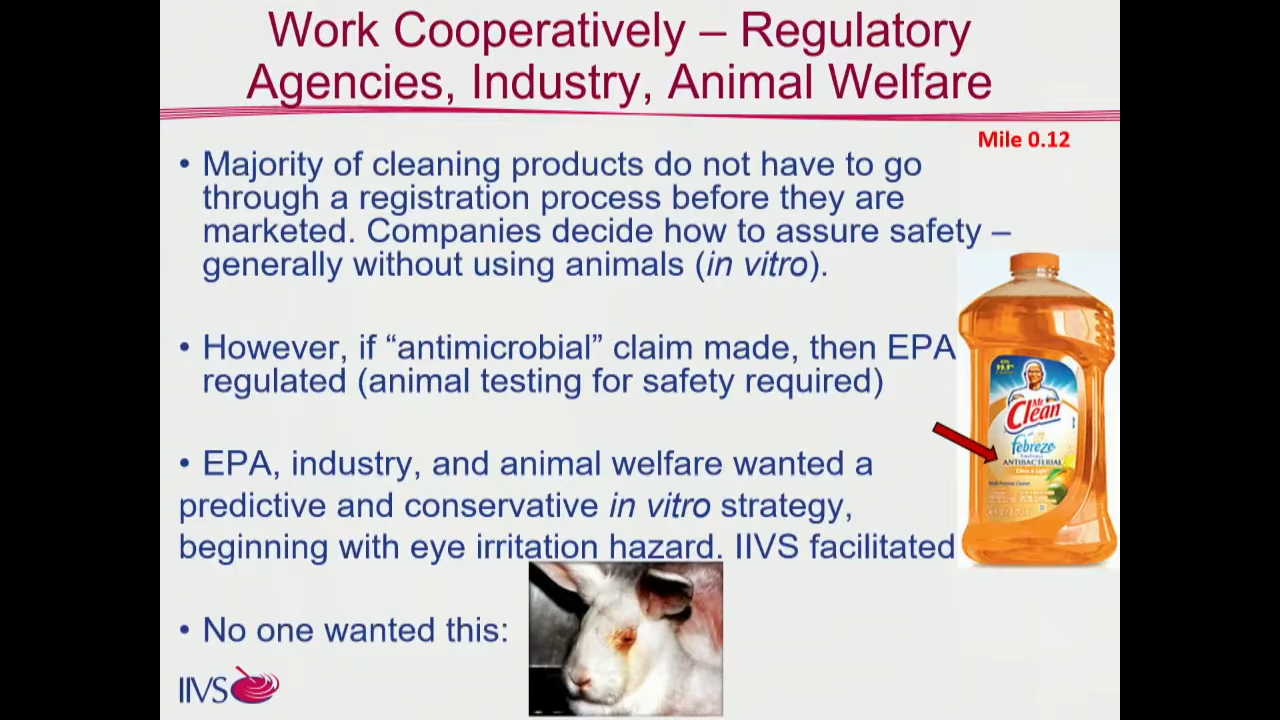 Work Cooperatively – Regulatory
Agencies, Industry, Animal Welfare
Mile 0.12
• Majority of cleaning products do not have to go
through a registration process before they are
marketed. Companies decide how to assure safety –
generally without using animals (in vitro).
• However, if “antimicrobial” claim made, then EPA
regulated (animal testing for safety required)
• EPA, industry, and animal welfare wanted a
predictive and conservative in vitro strategy,
beginning with eye irritation hazard. IIVS facilitated
• No one wanted this:
99.9%
Mr.
Clean
febreze
ANTIBACTERIAL
IIVS